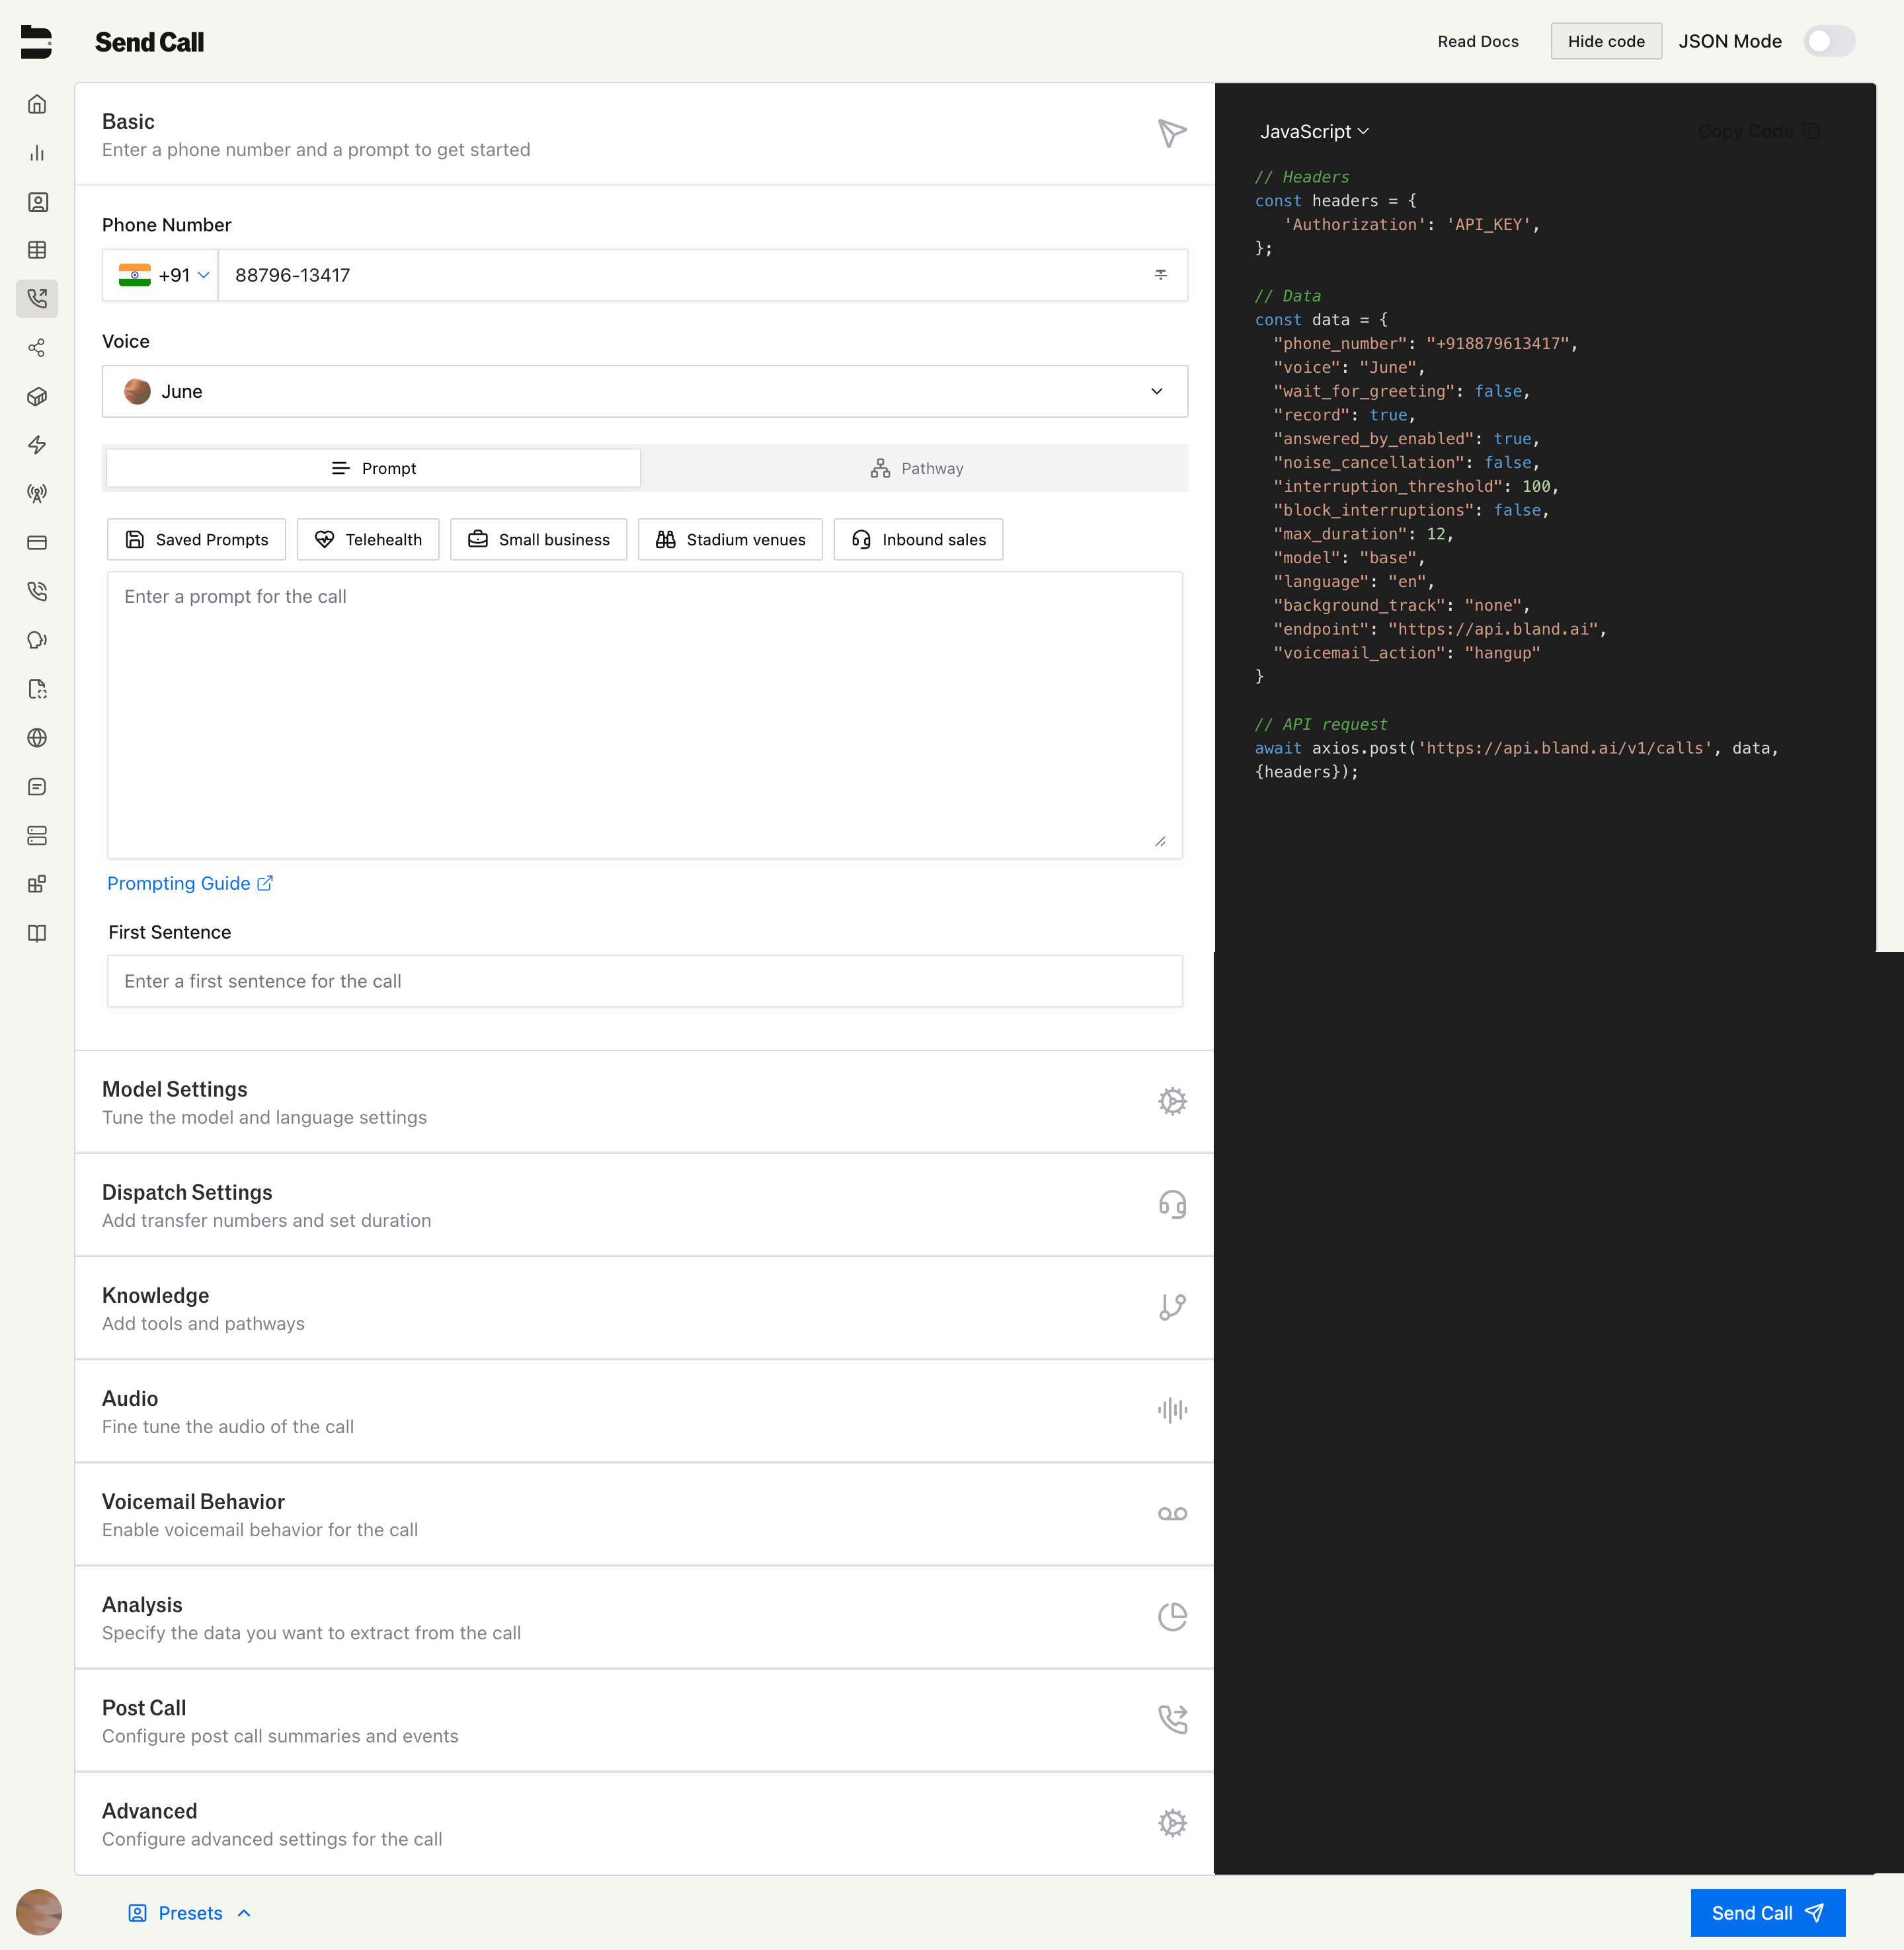 Send Call
Read Docs
Hide code
JSON Mode
Basic
Enter a phone number and a prompt to get started
Phone Number
+91
88796-13417
Voice
June
Prompt
Pathway
Saved Prompts
Telehealth
Small business
Stadium venues
Inbound sales
Enter a prompt for the call
Prompting Guide
First Sentence
Enter a first sentence for the call
Model Settings
Tune the model and language settings
Dispatch Settings
Add transfer numbers and set duration
Knowledge
Add tools and pathways
Audio
Fine tune the audio of the call
Voicemail Behavior
Enable voicemail behavior for the call
Analysis
Specify the data you want to extract from the call
Post Call
Configure post call summaries and events
Advanced
Configure advanced settings for the call
JavaScript
Copy Code
// Headers
const headers = {
'Authorization': 'API_KEY',
};
// Data
const data = {
"phone_number": "+918879613417",
"voice": "June",
"wait_for_greeting": false,
"record": true,
"answered_by_enabled": true,
"noise_cancellation": false,
"interruption_threshold": 100,
"block_interruptions": false,
"max_duration": 12,
"model": "base",
"language": "en",
"background_track": "none",
"endpoint": "https://api.bland.ai",
"voicemail_action": "hangup"
}
// API request
await axios.post('https://api.bland.ai/v1/calls', data,
{headers});
Presets
Send Call